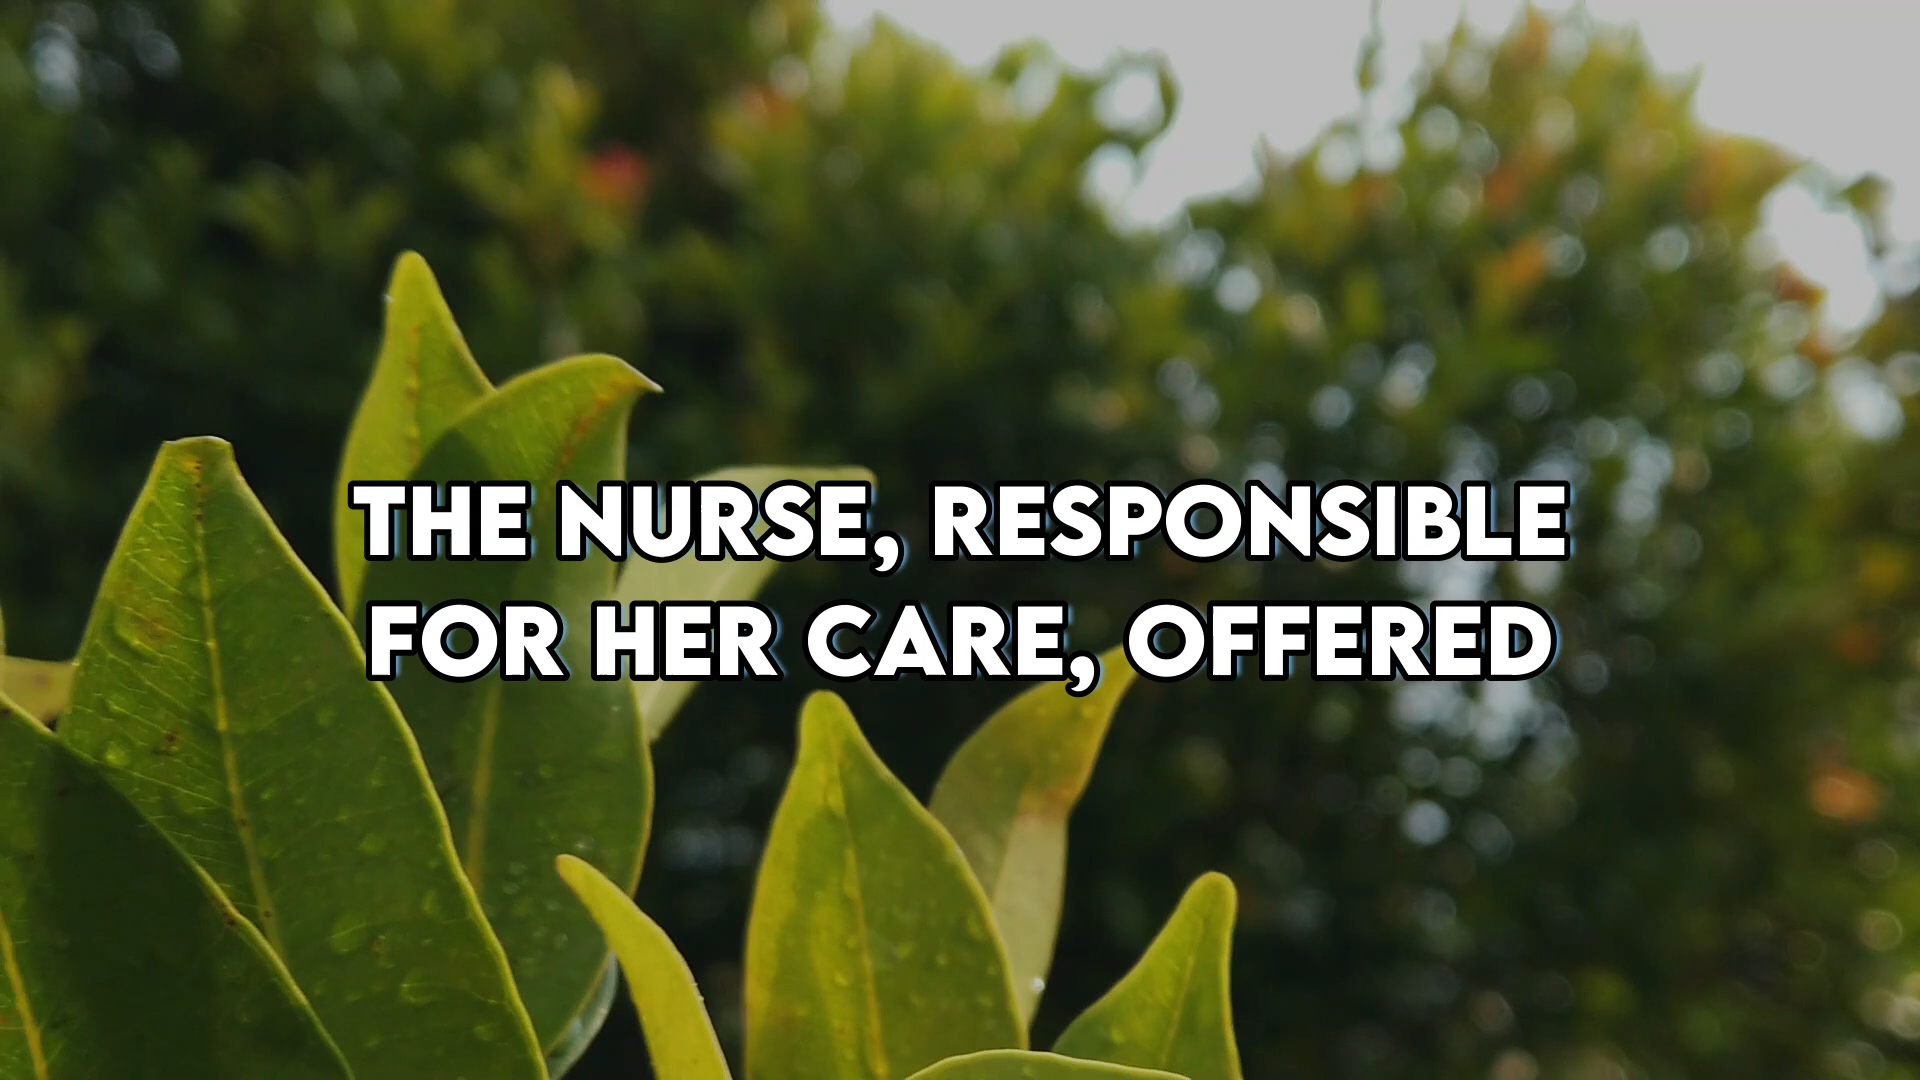 THE NURSE, RESPONSIBLE
FOR HER CARE, OFFERED